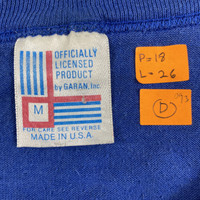 OFFICIALLY
LICENSED
PRODUCT
by GARAN, Inc.
M
FOR CARE SEE REVERSE
MADE IN U.S.A.
P=18
L=26
D